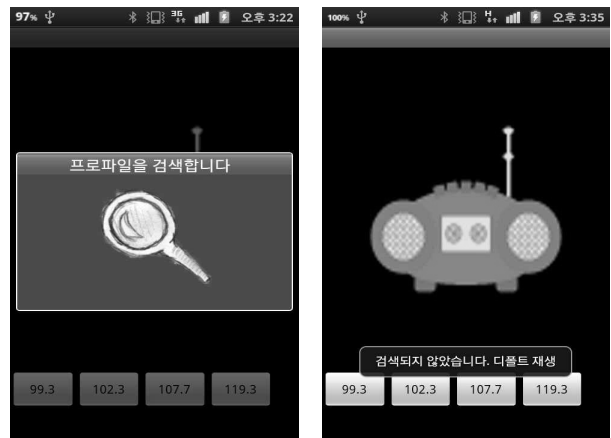 97% 3G 오후 3:22
프로파일을 검색합니다
99.3 102.3 107.7 119.3
100% H 오후 3:35
검색되지 않았습니다. 디폴트 재생
99.3 102.3 107.7 119.3